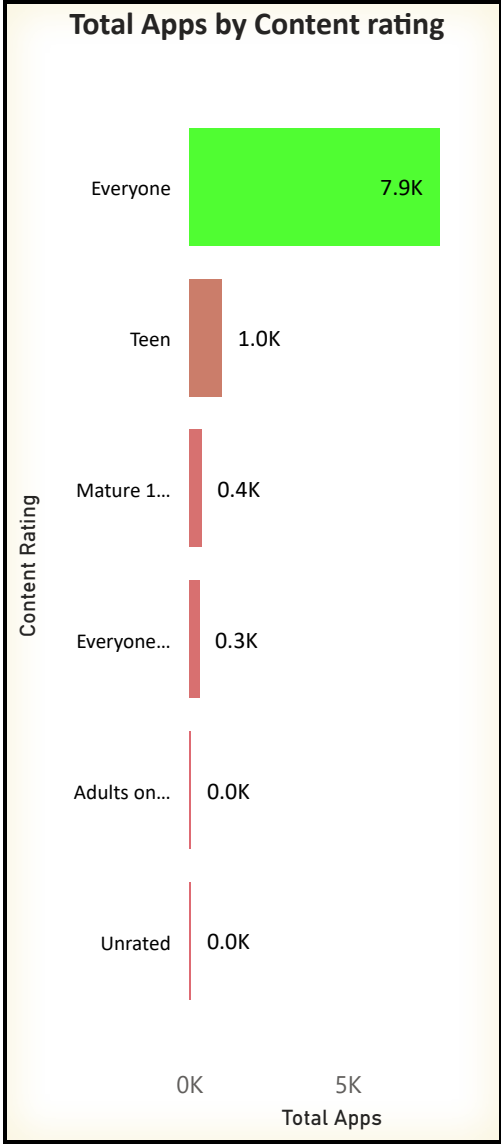 Total Apps by Content rating
Everyone
7.9K
Teen
1.0K
Mature 1...
0.4K
Everyone...
0.3K
Adults on...
0.0K
Unrated
0.0K
Content Rating
0K
5K
Total Apps